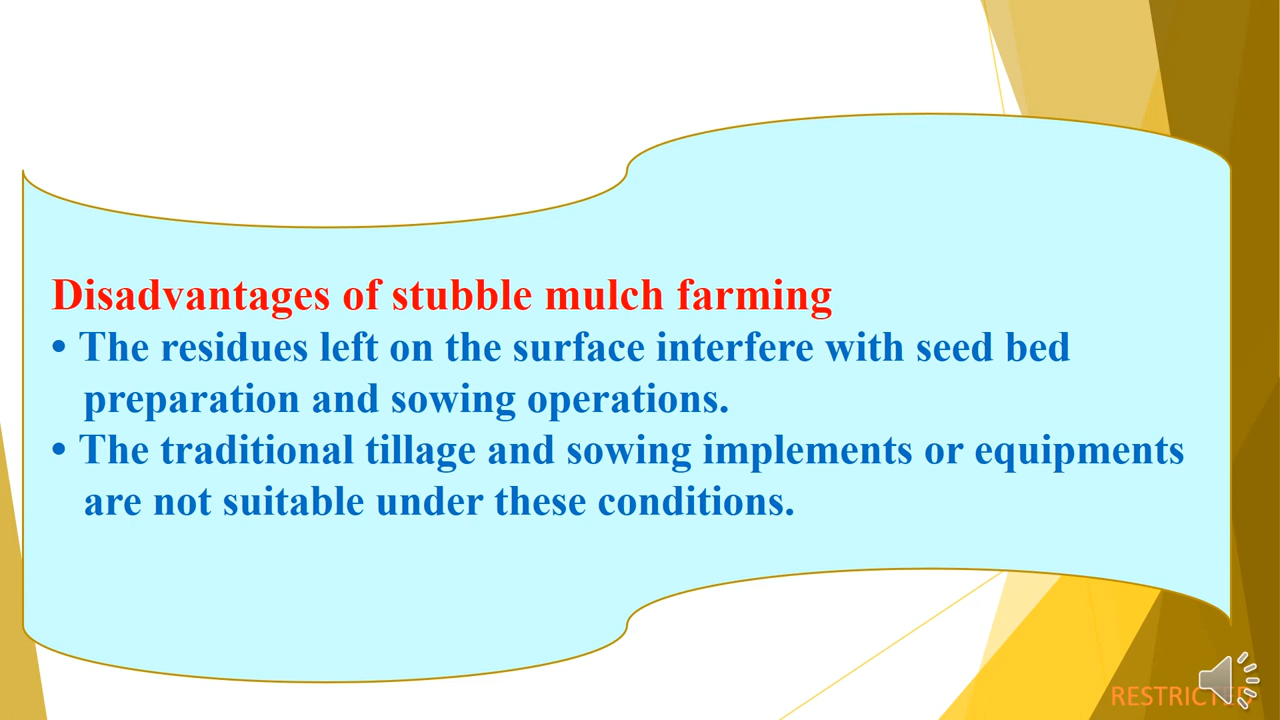 Disadvantages of stubble mulch farming
• The residues left on the surface interfere with seed bed
preparation and sowing operations.
• The traditional tillage and sowing implements or equipments
are not suitable under these conditions.
RESTRICTED